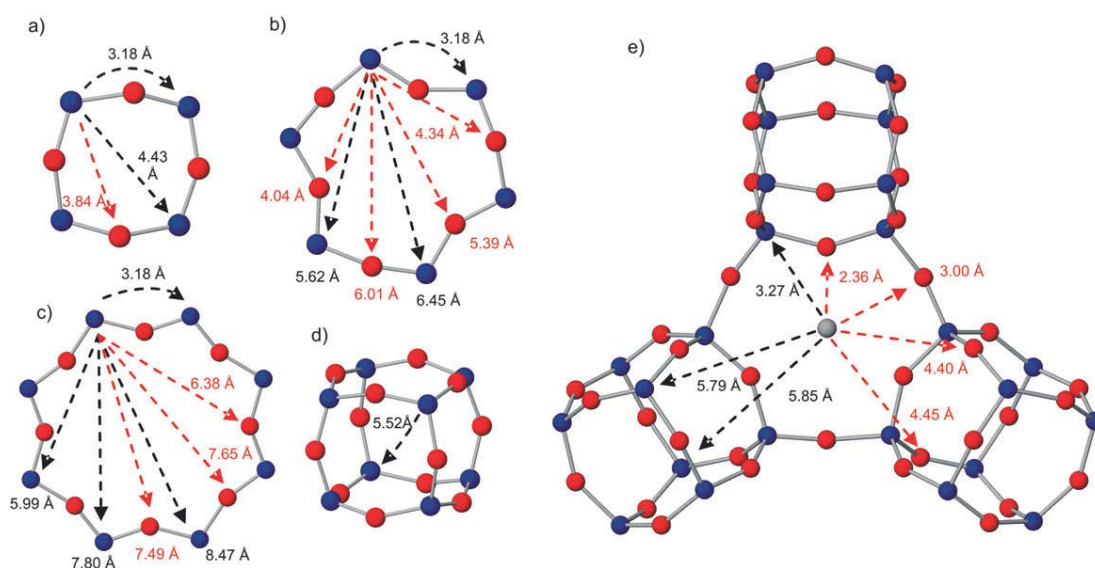 a)
3.18 Å
4.43
Å
3.84 Å
b)
3.18 Å
4.34 Å
4.04 Å
5.39 Å
5.62 Å
6.01 Å
6.45 Å
c)
3.18 Å
6.38 Å
7.65 Å
5.99 Å
7.80 Å
7.49 Å
8.47 Å
d)
5.52Å
e)
2.36 Å
3.00 Å
3.27 Å
4.40 Å
5.79 Å
5.85 Å
4.45 Å